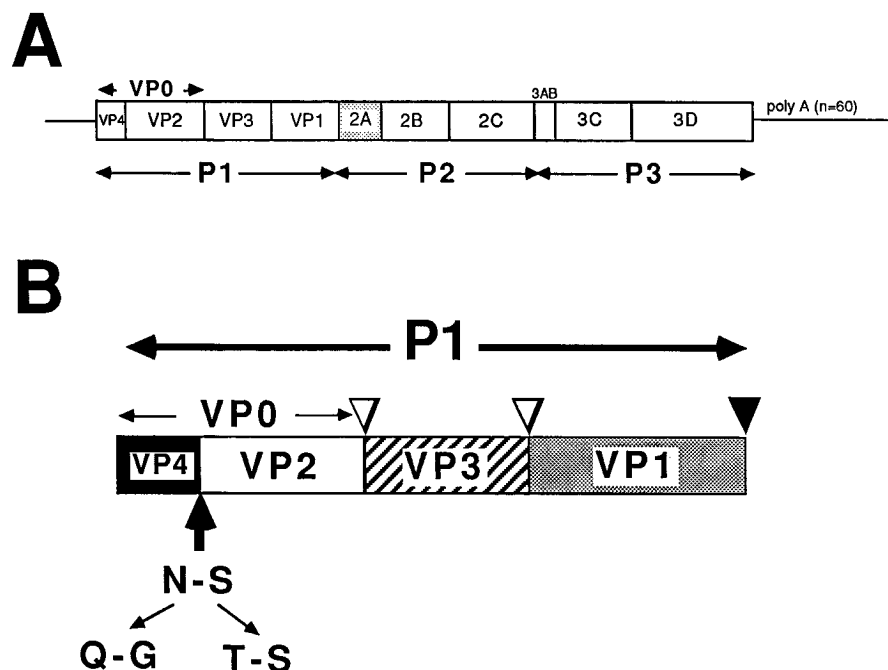 A
VP0
3AB
VP4 VP2 VP3 VP1 2A 2B 2C 3C 3D
poly A (n=60)
P1 P2 P3
B
P1
VP0
VP4 VP2 VP3 VP1
N-S
Q-G T-S